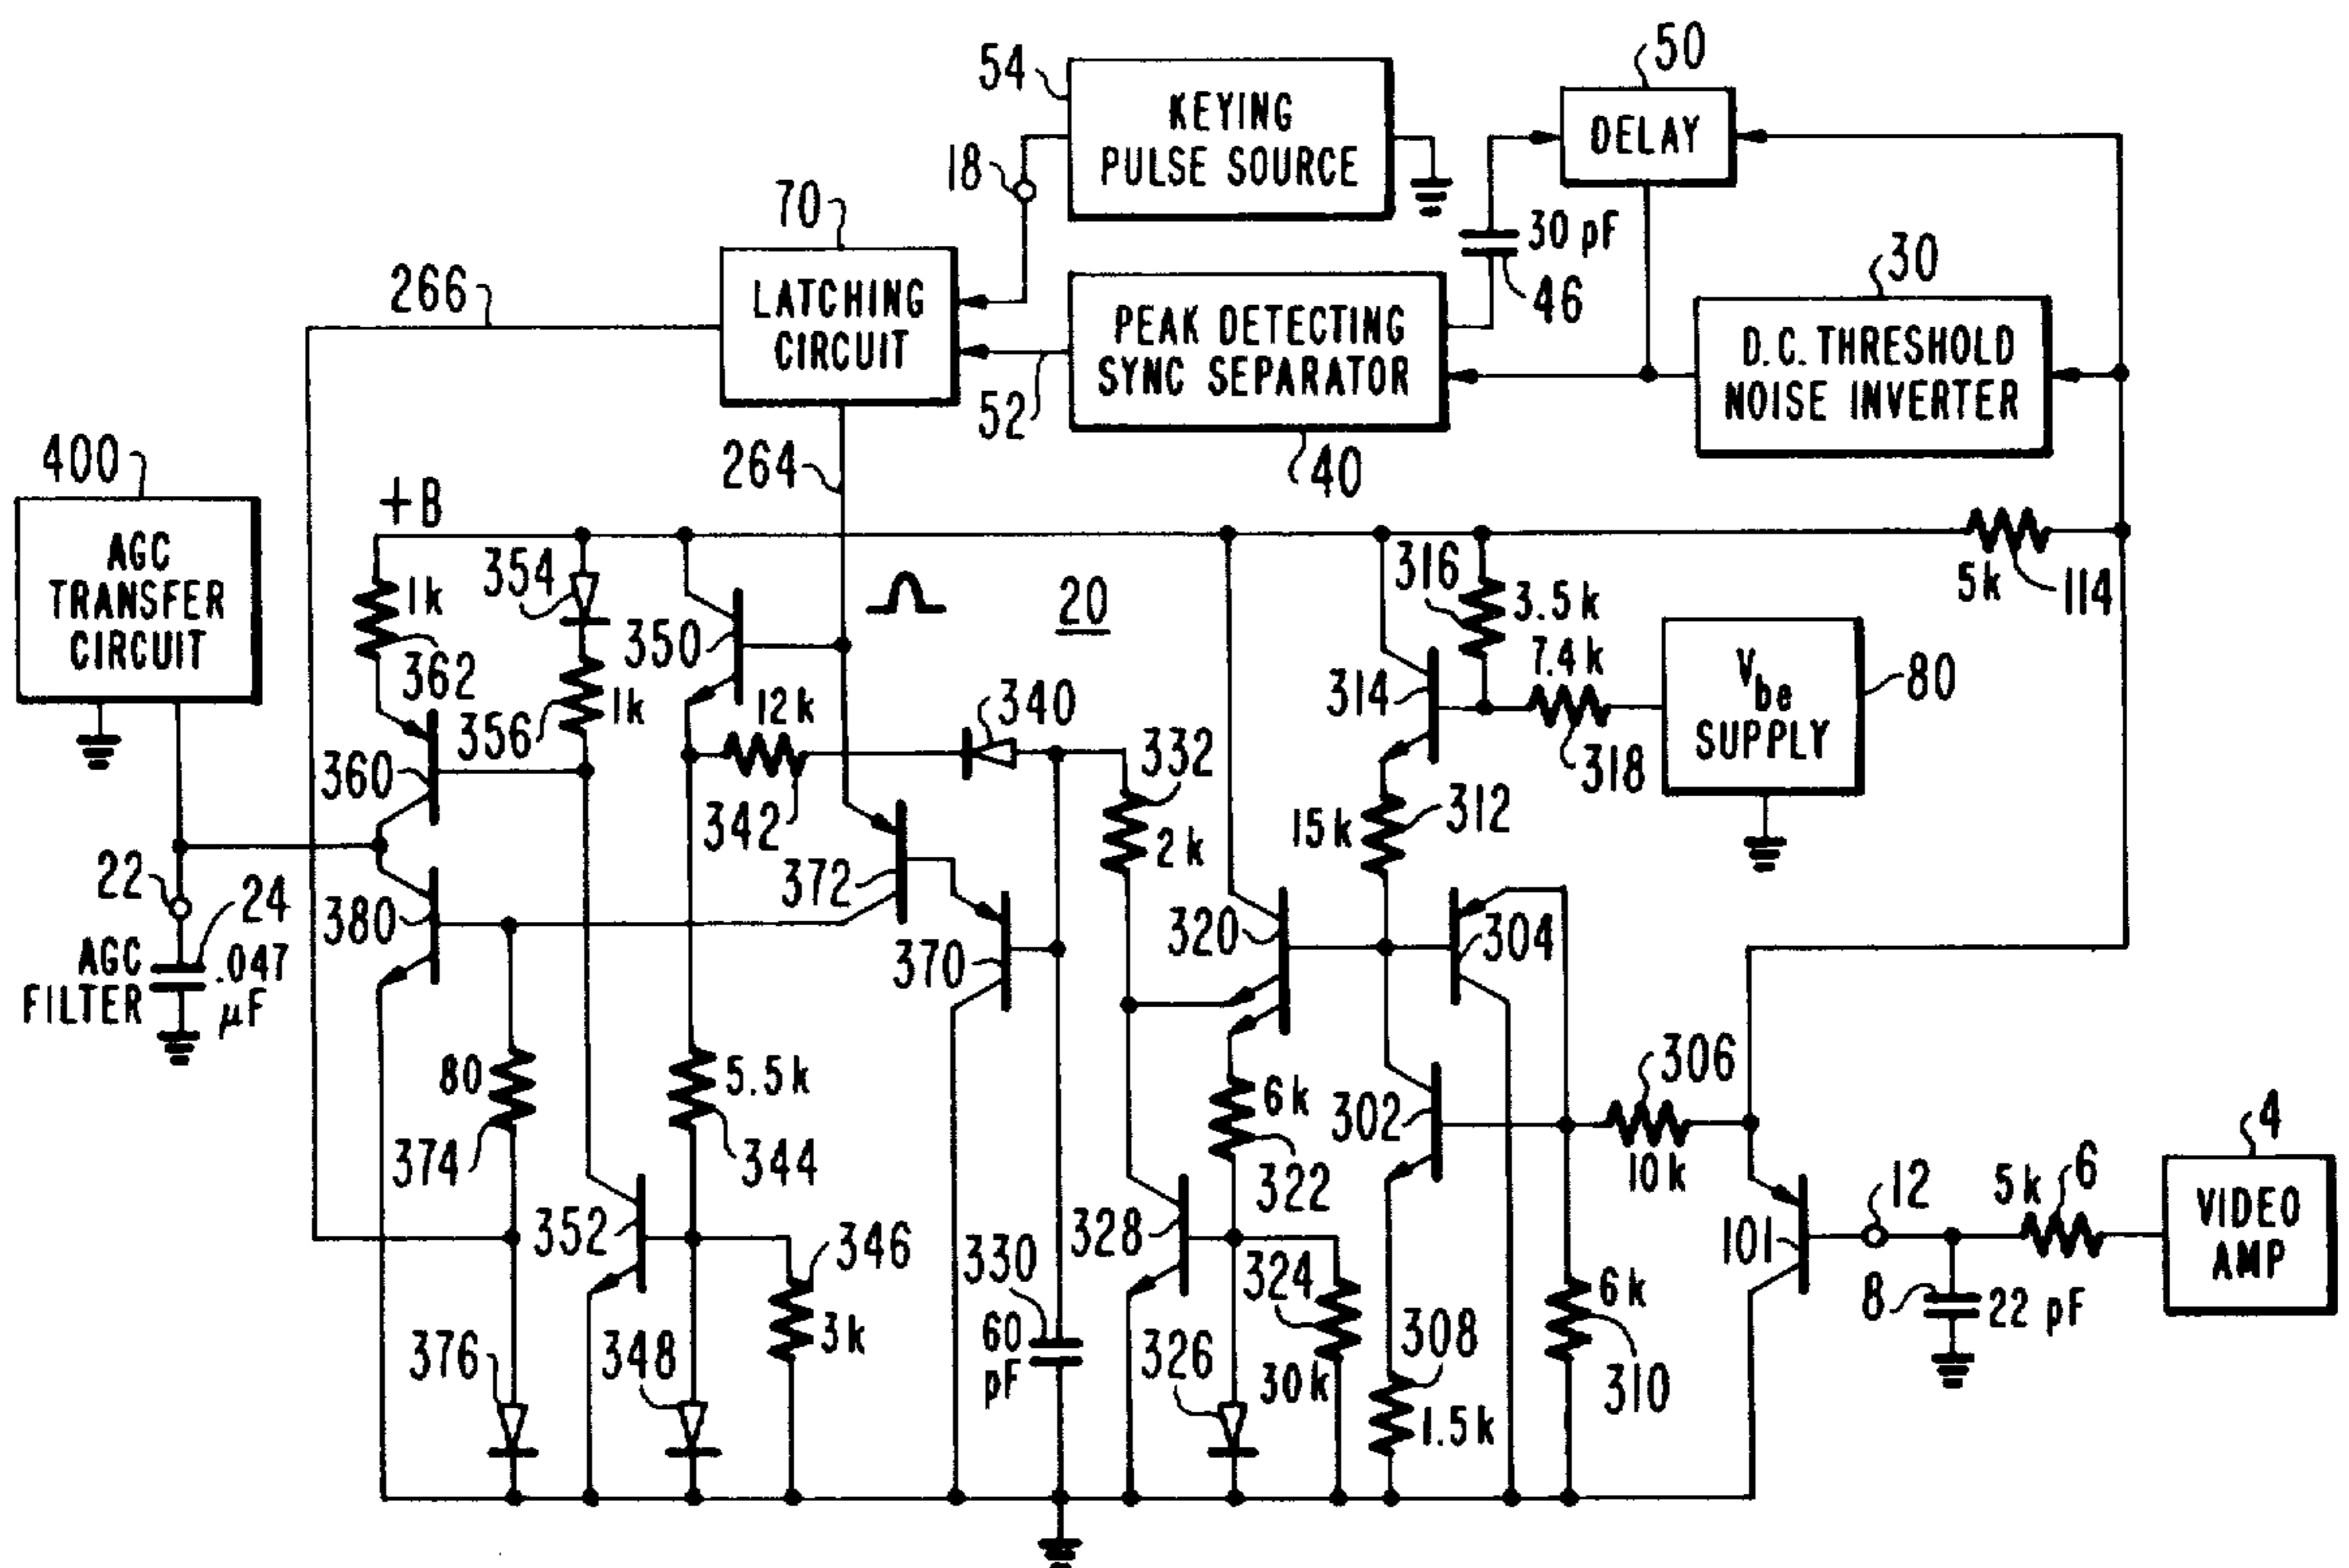 54
KEYING
PULSE SOURCE
18
50
DELAY
30 pF
46
70
LATCHING
CIRCUIT
266
264
52
PEAK DETECTING
SYNC SEPARATOR
40
30
D.C. THRESHOLD
NOISE INVERTER
400
AGC
TRANSFER
CIRCUIT
+B
1k
362
354
356
1k
350
20
316
3.5k
5k
114
314
7.4k
318
V be
SUPPLY
80
12k
342
340
332
2k
312
15k
360
22
24
.047
μF
AGC
FILTER
380
372
370
320
304
80
374
5.5k
344
6k
322
302
306
10k
101
12
5k
6
4
VIDEO
AMP
8
22 pF
352
346
3k
330
60
pF
328
324
30k
326
308
1.5k
6k
310
376
348